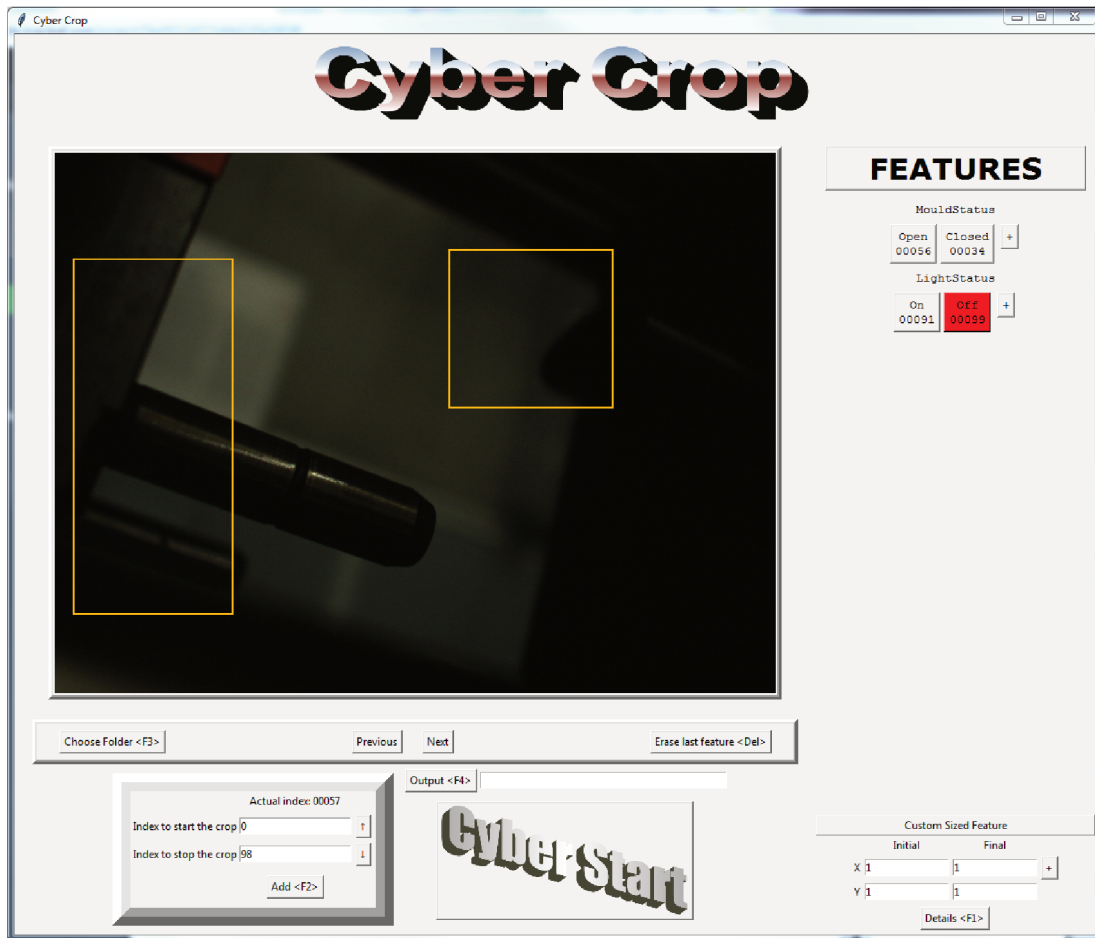 Cyber Crop
Cyber Crop
FEATURES
MouldStatus
Open
00056
Closed
00034
+
LightStatus
On
00091
Off
00099
+
Choose Folder <F3>
Previous
Next
Erase last feature <Del>
Output <F4>
Actual index: 00057
Index to start the crop 0
↑
Index to stop the crop 98
↓
Add <F2>
Cyber Start
Custom Sized Feature
Initial Final
X 1 1 +
Y 1 1
Details <F1>